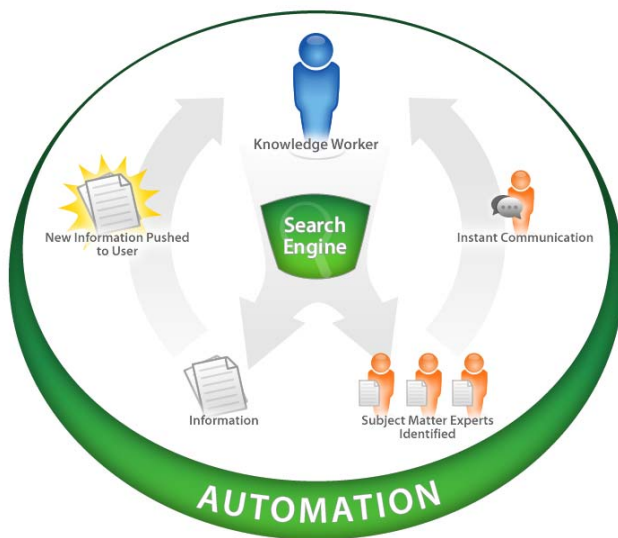 Knowledge Worker
Search
Engine
New Information Pushed
to User
Instant Communication
Information
Subject Matter Experts
Identified
AUTOMATION